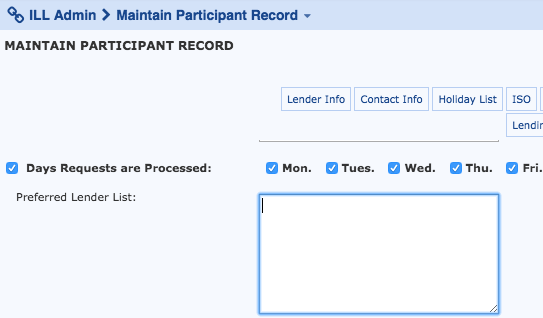 ILL Admin > Maintain Participant Record
MAINTAIN PARTICIPANT RECORD
Lender Info Contact Info Holiday List ISO
Days Requests are Processed: Mon. Tues. Wed. Thu. Fri.
Preferred Lender List: